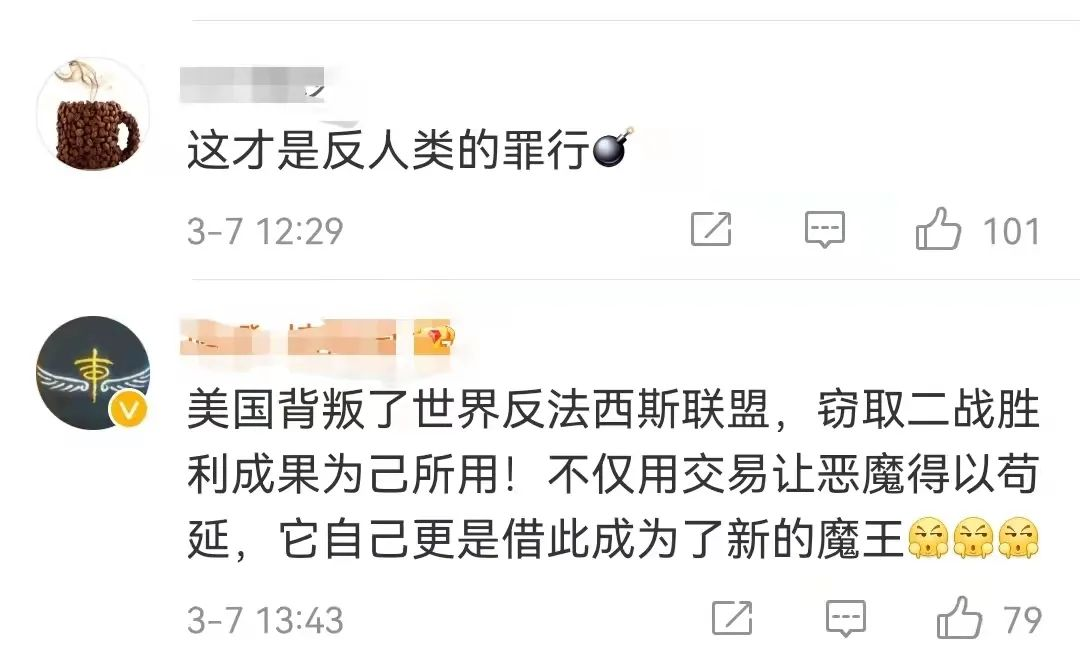 这才是反人类的罪行💣
3-7 12:29
101
美国背叛了世界反法西斯联盟，窃取二战胜
利成果为己所用！不仅用交易让恶魔得以苟
延，它自己更是借此成为了新的魔王
3-7 13:43
79